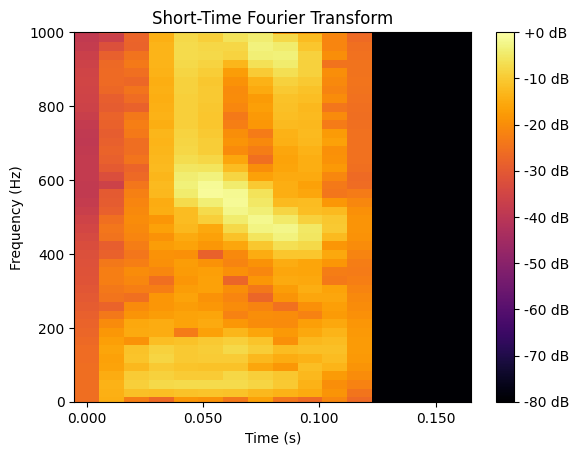 Short-Time Fourier Transform
Frequency (Hz)
1000
800
600
400
200
0
0.000
0.050
0.100
0.150
Time (s)
+0 dB
-10 dB
-20 dB
-30 dB
-40 dB
-50 dB
-60 dB
-70 dB
-80 dB